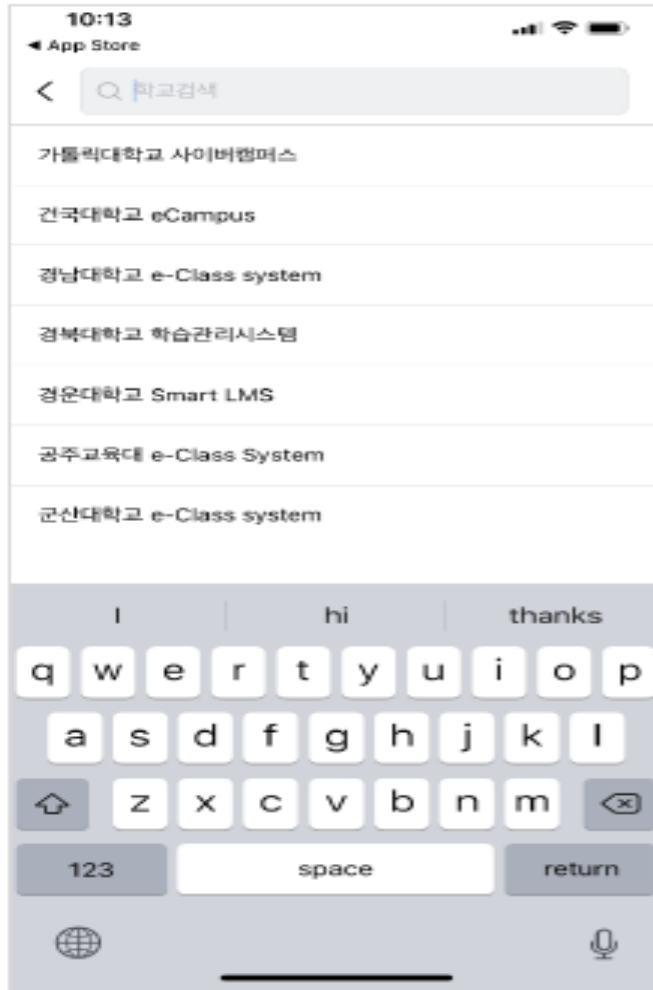 10:13
◀ App Store
학교검색
가톨릭대학교 사이버캠퍼스
건국대학교 eCampus
경남대학교 e-Class system
경북대학교 학습관리시스템
경운대학교 Smart LMS
공주교육대 e-Class System
군산대학교 e-Class system
I hi thanks
q w e r t y u i o p
a s d f g h j k l
z x c v b n m
123 space return